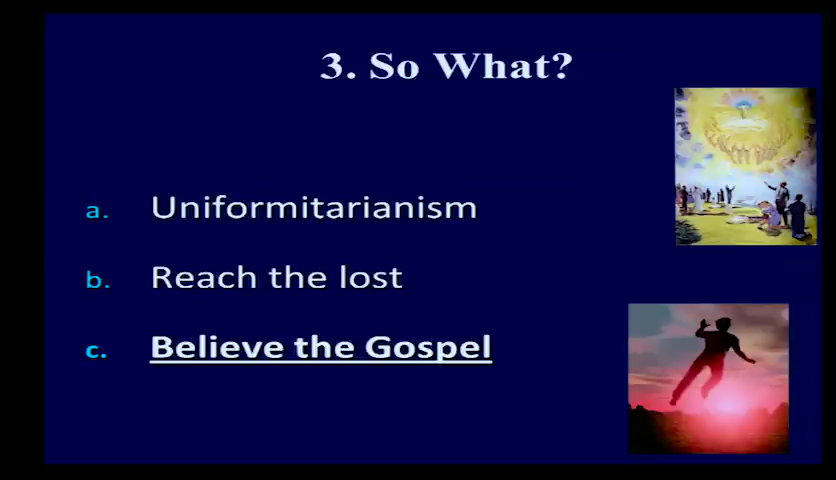 3. So What?
a. Uniformitarianism
b. Reach the lost
c. Believe the Gospel